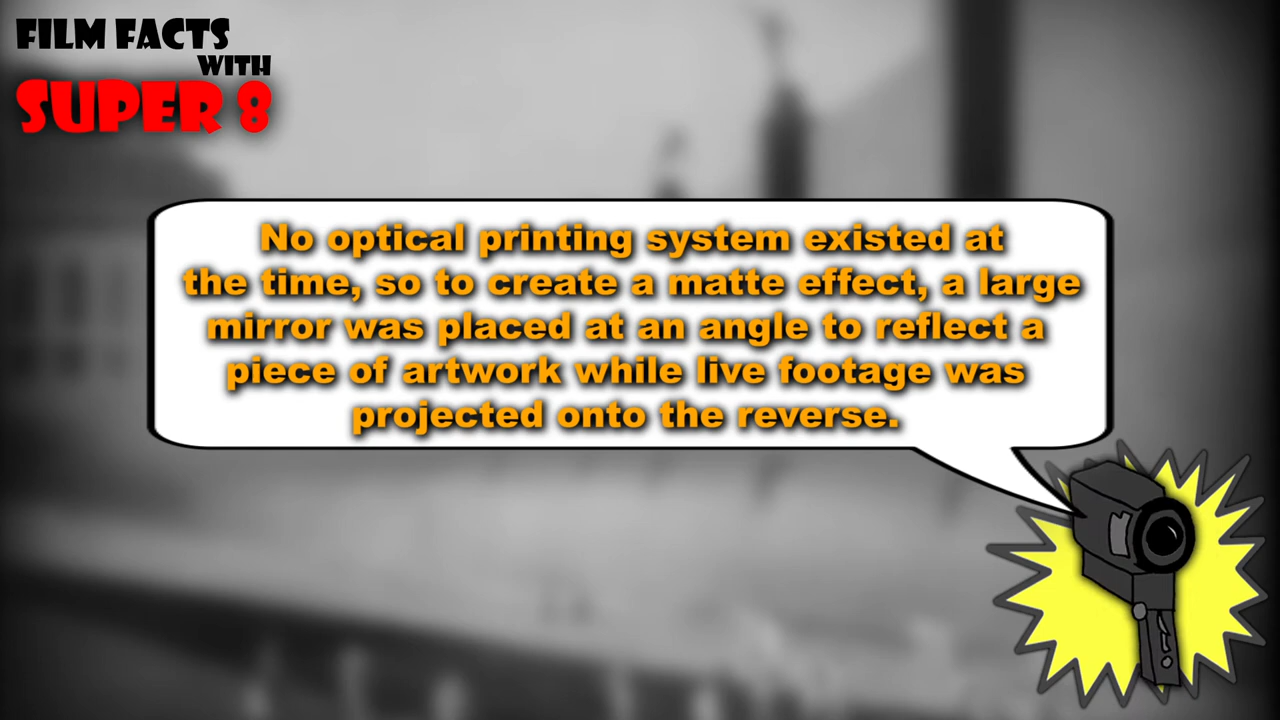 FILM FACTS
WITH
SUPER 8
No optical printing system existed at
the time, so to create a matte effect, a large
mirror was placed at an angle to reflect a
piece of artwork while live footage was
projected onto the reverse.